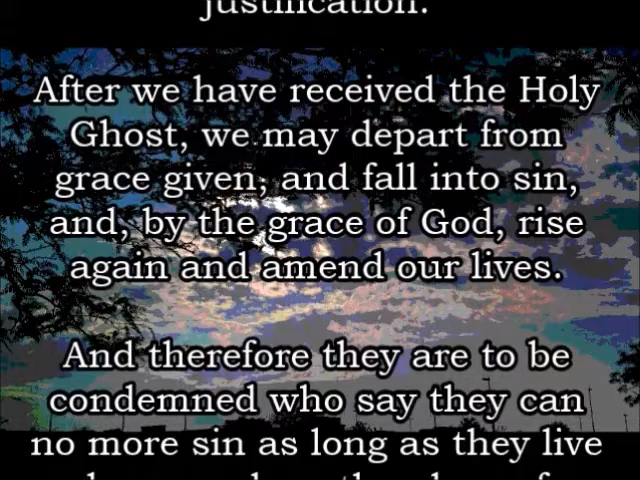 justification.
After we have received the Holy
Ghost, we may depart from
grace given, and fall into sin,
and, by the grace of God, rise
again and amend our lives.
And therefore they are to be
condemned who say they can
no more sin as long as they live